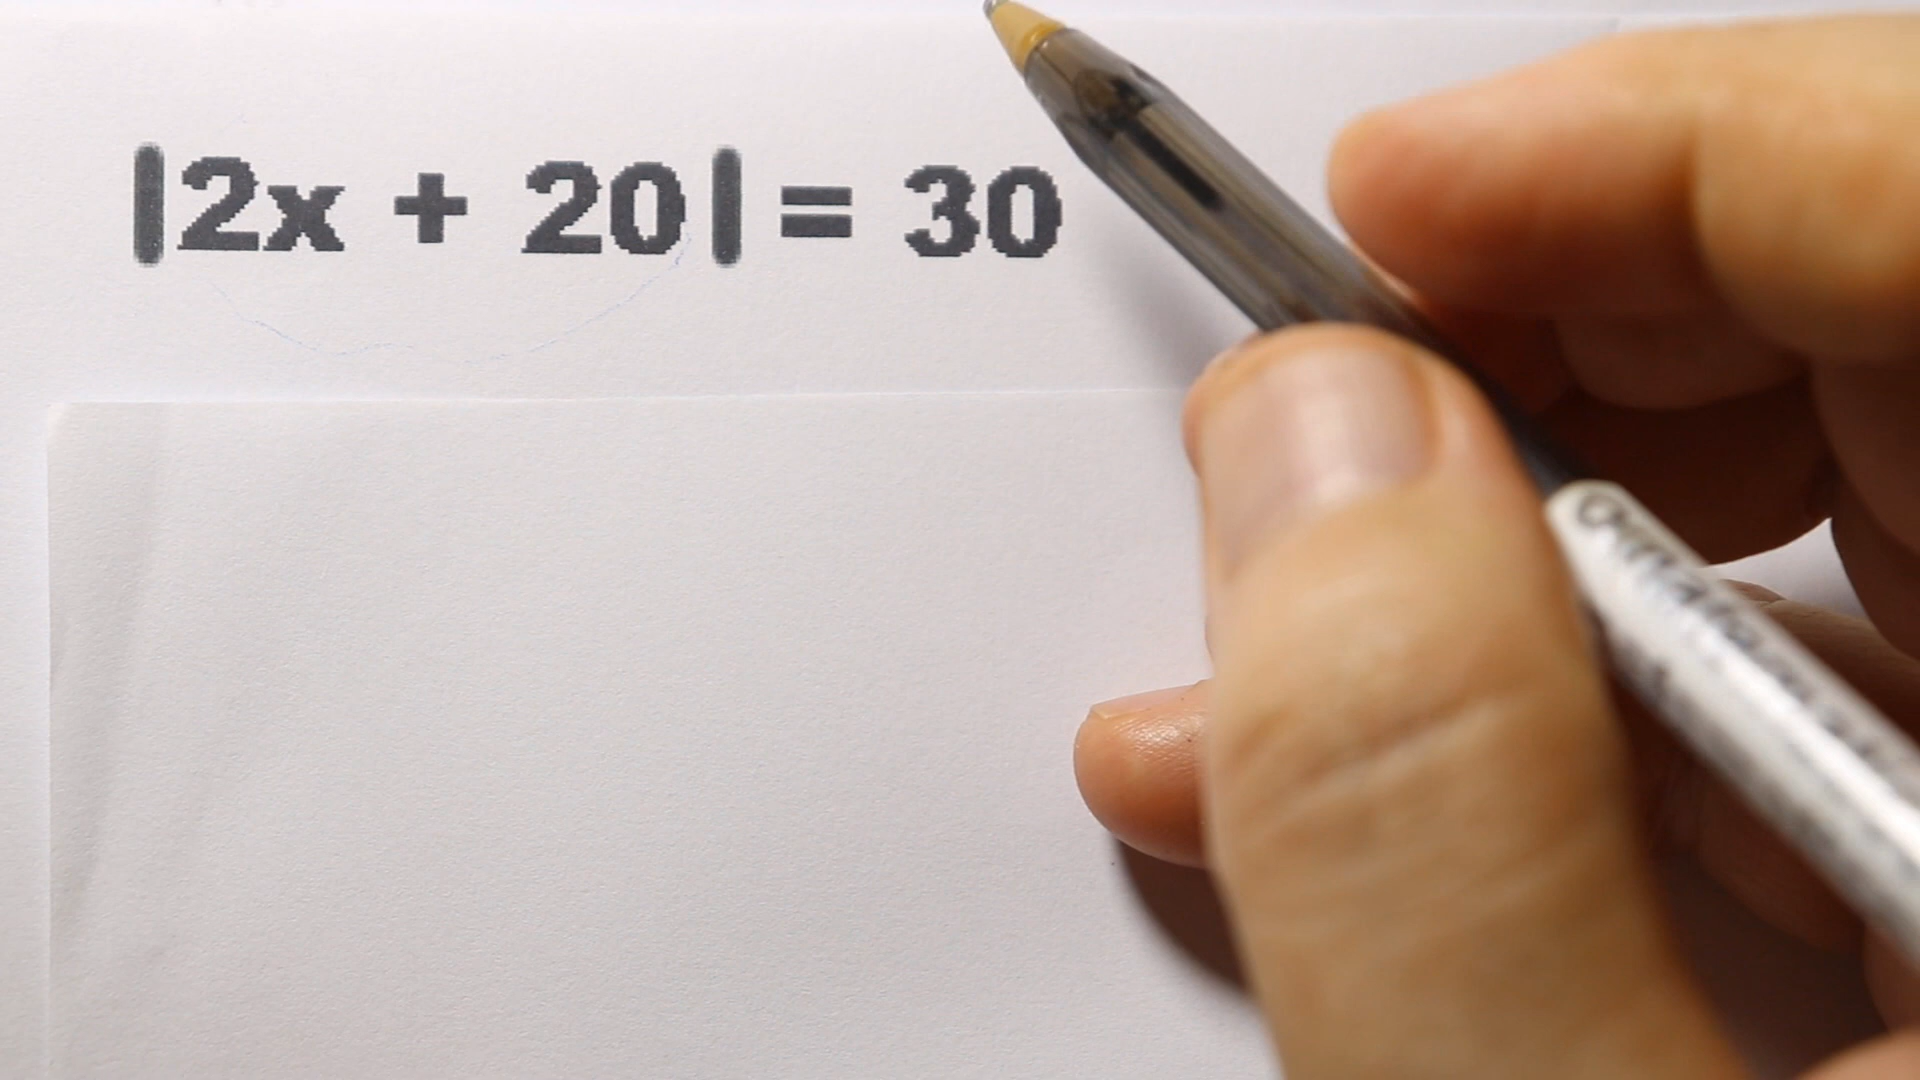 |2x + 20| = 30